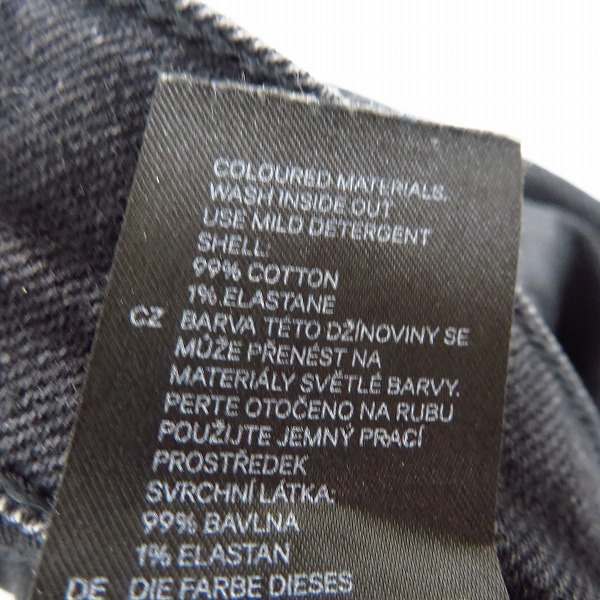 COLOURED MATERIALS.
WASH INSIDE OUT
USE MILD DETERGENT
SHELL:
99% COTTON
1% ELASTANE
CZ BARVA TÉTO DŽÍNOVINY SE
MŮŽE PŘENÉST NA
MATERIÁLY SVĚTLÉ BARVY.
PERTE OTOČENO NA RUBU
POUŽIJTE JEMNÝ PRACÍ
PROSTŘEDEK
SVRCHNÍ LÁTKA:
99% BAVLNA
1% ELASTAN
DE DIE FARBE DIESES